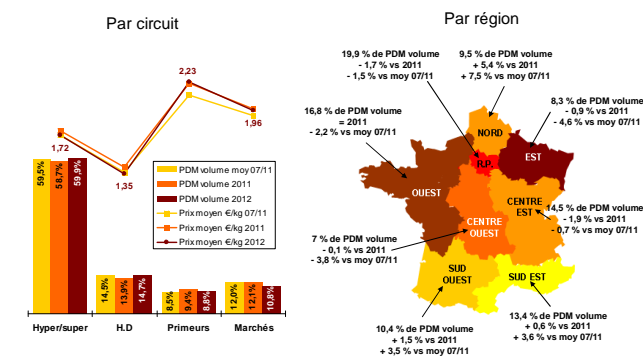 Par circuit
2,23
1,72
1,35
1,96
PDM volume moy 07/11
PDM volume 2011
PDM volume 2012
Prix moyen €/kg 07/11
Prix moyen €/kg 2011
Prix moyen €/kg 2012
59,5%
58,7%
59,9%
14,5%
13,9%
14,7%
8,5%
9,4%
8,8%
12,0%
12,1%
10,8%
Hyper/super
H.D
Primeurs
Marchés
Par région
19,9 % de PDM volume
- 1,7 % vs 2011
- 1,5 % vs moy 07/11
9,5 % de PDM volume
+ 5,4 % vs 2011
+ 7,5 % vs moy 07/11
16,8 % de PDM volume
= 2011
- 2,2 % vs moy 07/11
8,3 % de PDM volume
- 0,9 % vs 2011
- 4,6 % vs moy 07/11
NORD
R.P.
EST
OUEST
CENTRE
EST
14,5 % de PDM volume
- 1,9 % vs 2011
- 0,7 % vs moy 07/11
CENTRE
OUEST
7 % de PDM volume
- 0,1 % vs 2011
- 3,8 % vs moy 07/11
SUD
OUEST
SUD EST
10,4 % de PDM volume
+ 1,5 % vs 2011
+ 3,5 % vs moy 07/11
13,4 % de PDM volume
+ 0,6 % vs 2011
+ 3,6 % vs moy 07/11